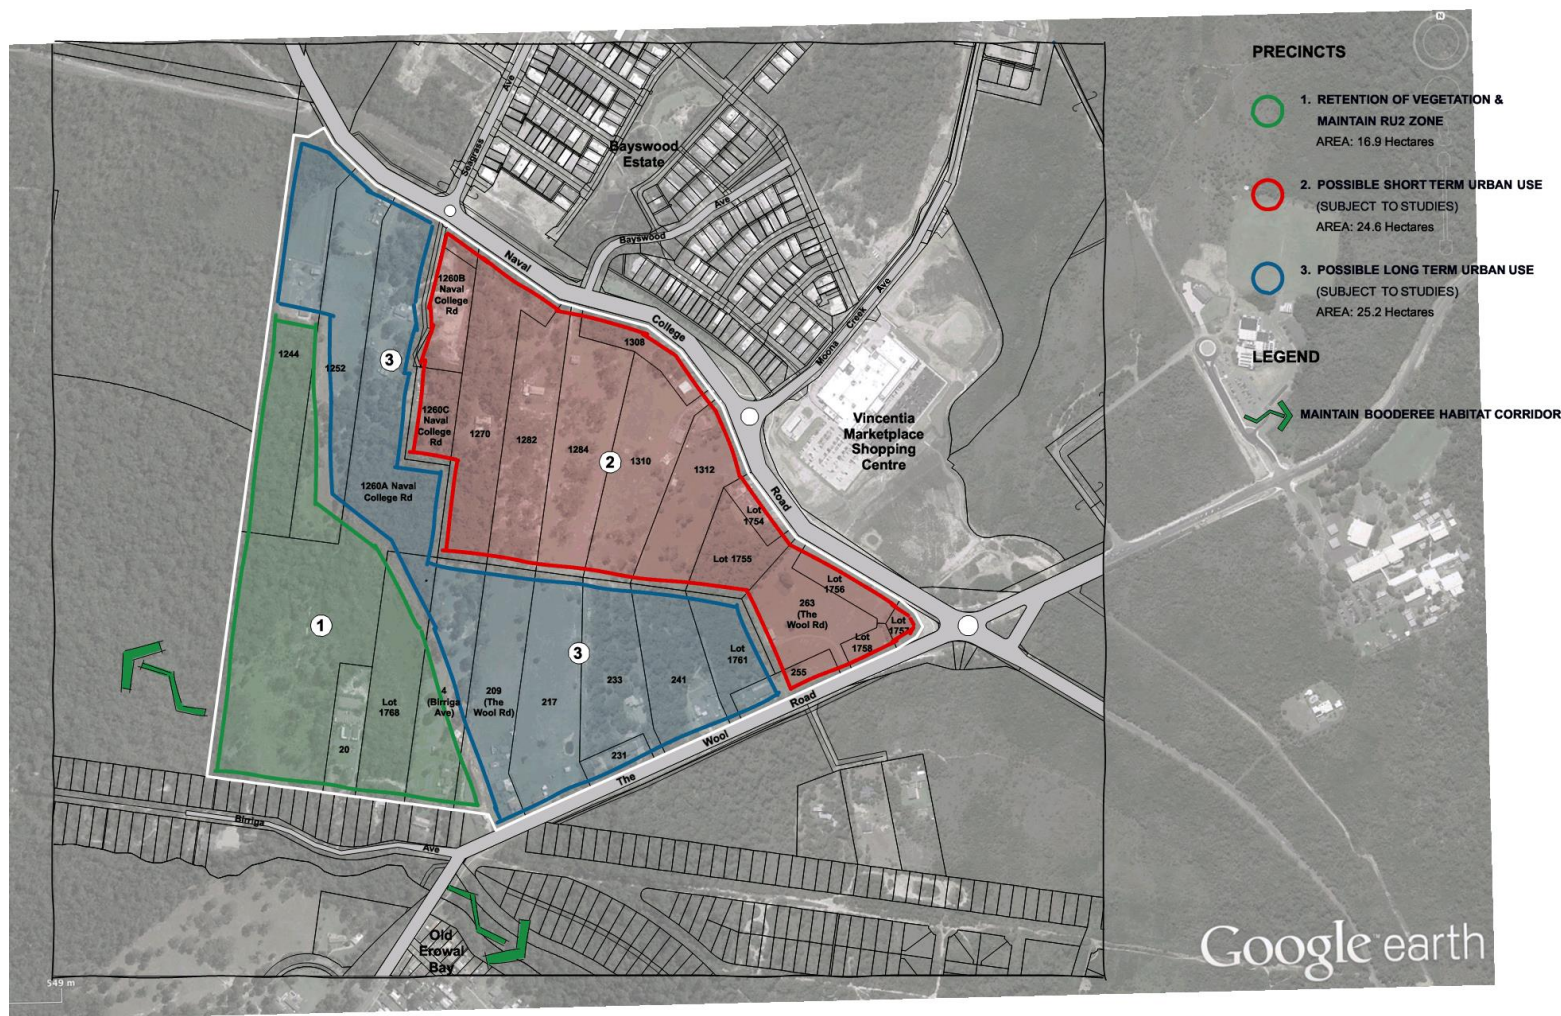 N
PRECINCTS
1. RETENTION OF VEGETATION &
MAINTAIN RU2 ZONE
AREA: 16.9 Hectares
2. POSSIBLE SHORT TERM URBAN USE
(SUBJECT TO STUDIES)
AREA: 24.6 Hectares
3. POSSIBLE LONG TERM URBAN USE
(SUBJECT TO STUDIES)
AREA: 25.2 Hectares
LEGEND
MAINTAIN BOODEREE HABITAT CORRIDOR
Seagrass
Ave
Bayswood
Estate
Bayswood
Ave
Naval
College
Road
Moona
Creek
Ave
Vincentia
Marketplace
Shopping
Centre
1260B
Naval
College
Rd
1308
1244
1252
3
1260C
Naval
College
Rd
1270
1282
1284
2
1310
1312
1260A Naval
College Rd
Lot
1754
Lot 1755
Lot
1756
263
(The
Wool Rd)
Lot
1757
Lot
1758
255
1
3
Lot
1761
233
241
217
209
(The
Wool Rd)
4
(Birriga
Ave)
Lot
1768
20
231
The
Wool
Road
Birriga
Ave
Old
Erowal
Bay
549 m
Google earth